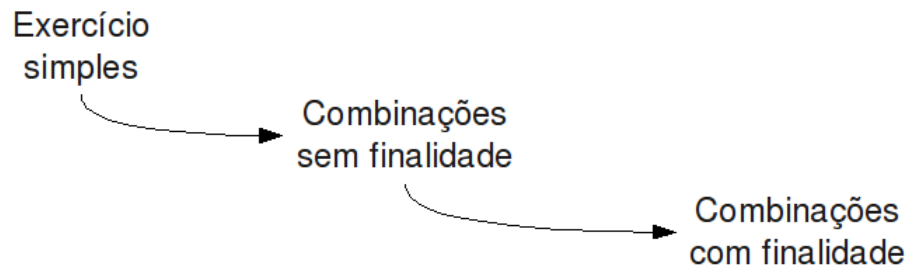 Exercício
simples
Combinações
sem finalidade
Combinações
com finalidade